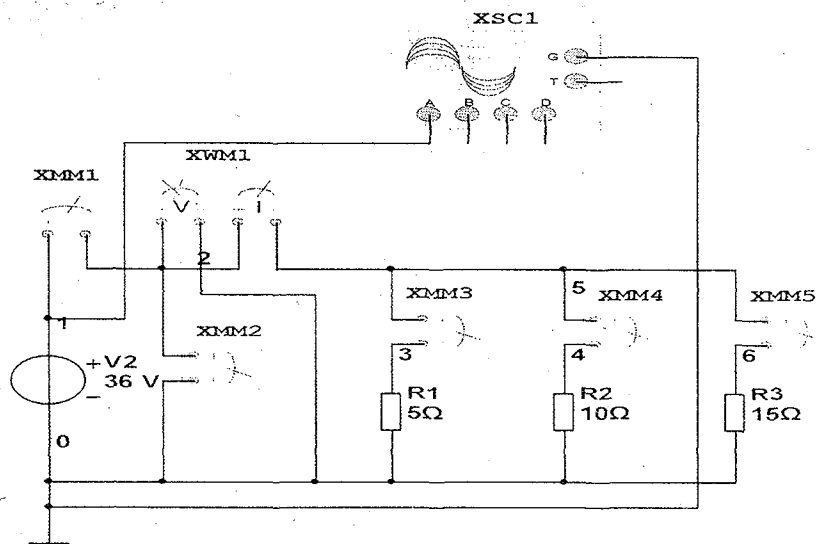 XSC1
G
T
A B C D
XWM1
XMM1
V I
2
5
XMM3 XMM4 XMM5
1
XMM2
3 4 6
+ V2
36 V
−
R1
5Ω
R2
10Ω
R3
15Ω
0